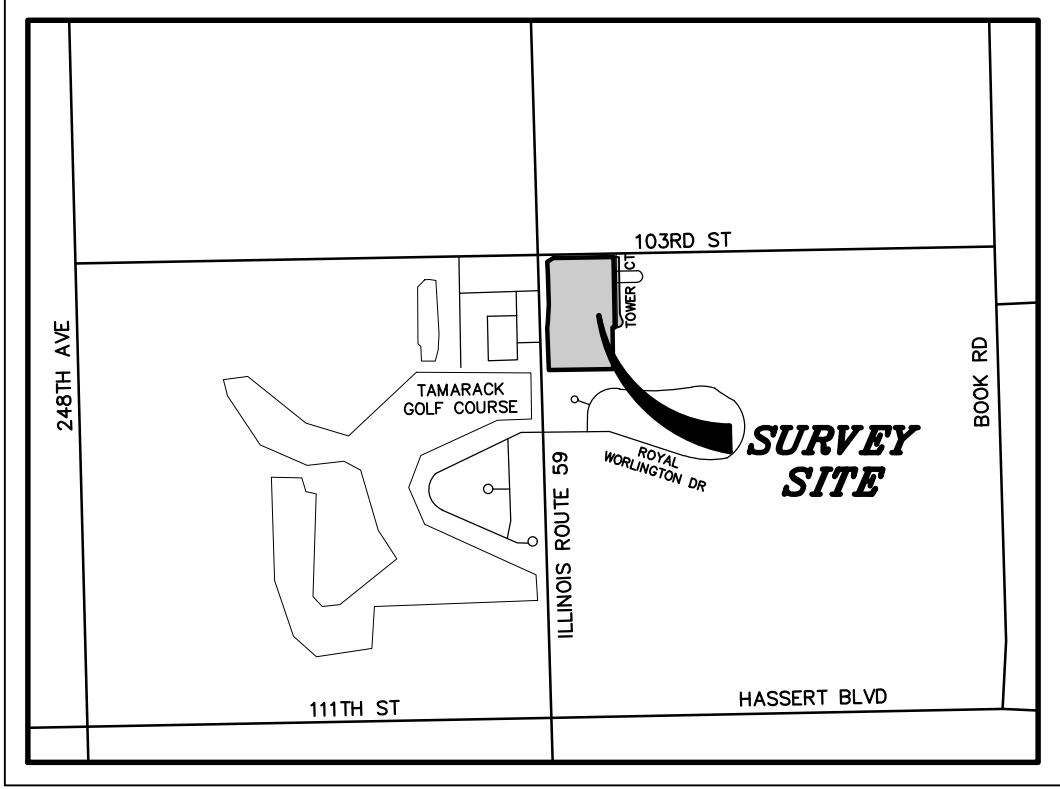 103RD ST
TOWER CT
248TH AVE
BOOK RD
TAMARACK
GOLF COURSE
SURVEY
SITE
ROYAL
WORLINGTON DR
ILLINOIS ROUTE 59
111TH ST
HASSERT BLVD